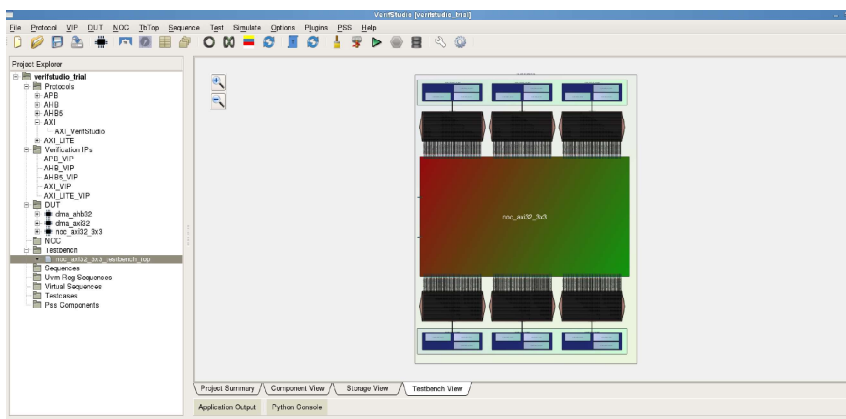 VerifStudio [verifstudio_trial]
File Protocol VIP DUT NOC TbTop Sequence Test Simulate Options Plugins PSS Help
Project Explorer
verifstudio_trial
Protocols
APB
AHB
AHB5
AXI
AXI_VerifStudio
AXI_LITE
Verification IPs
APB_VIP
AHB_VIP
AHB5_VIP
AXI_VIP
AXI_LITE_VIP
DUT
dma_ahb32
dma_axi32
noc_axi32_3x3
NOC
Testbench
noc_axi32_3x3_testbench_top
Sequences
Uvm Reg Sequences
Virtual Sequences
Testcases
Pss Components
noc_axi32_3x3
Project Summary Component View Storage View Testbench View
Application Output Python Console